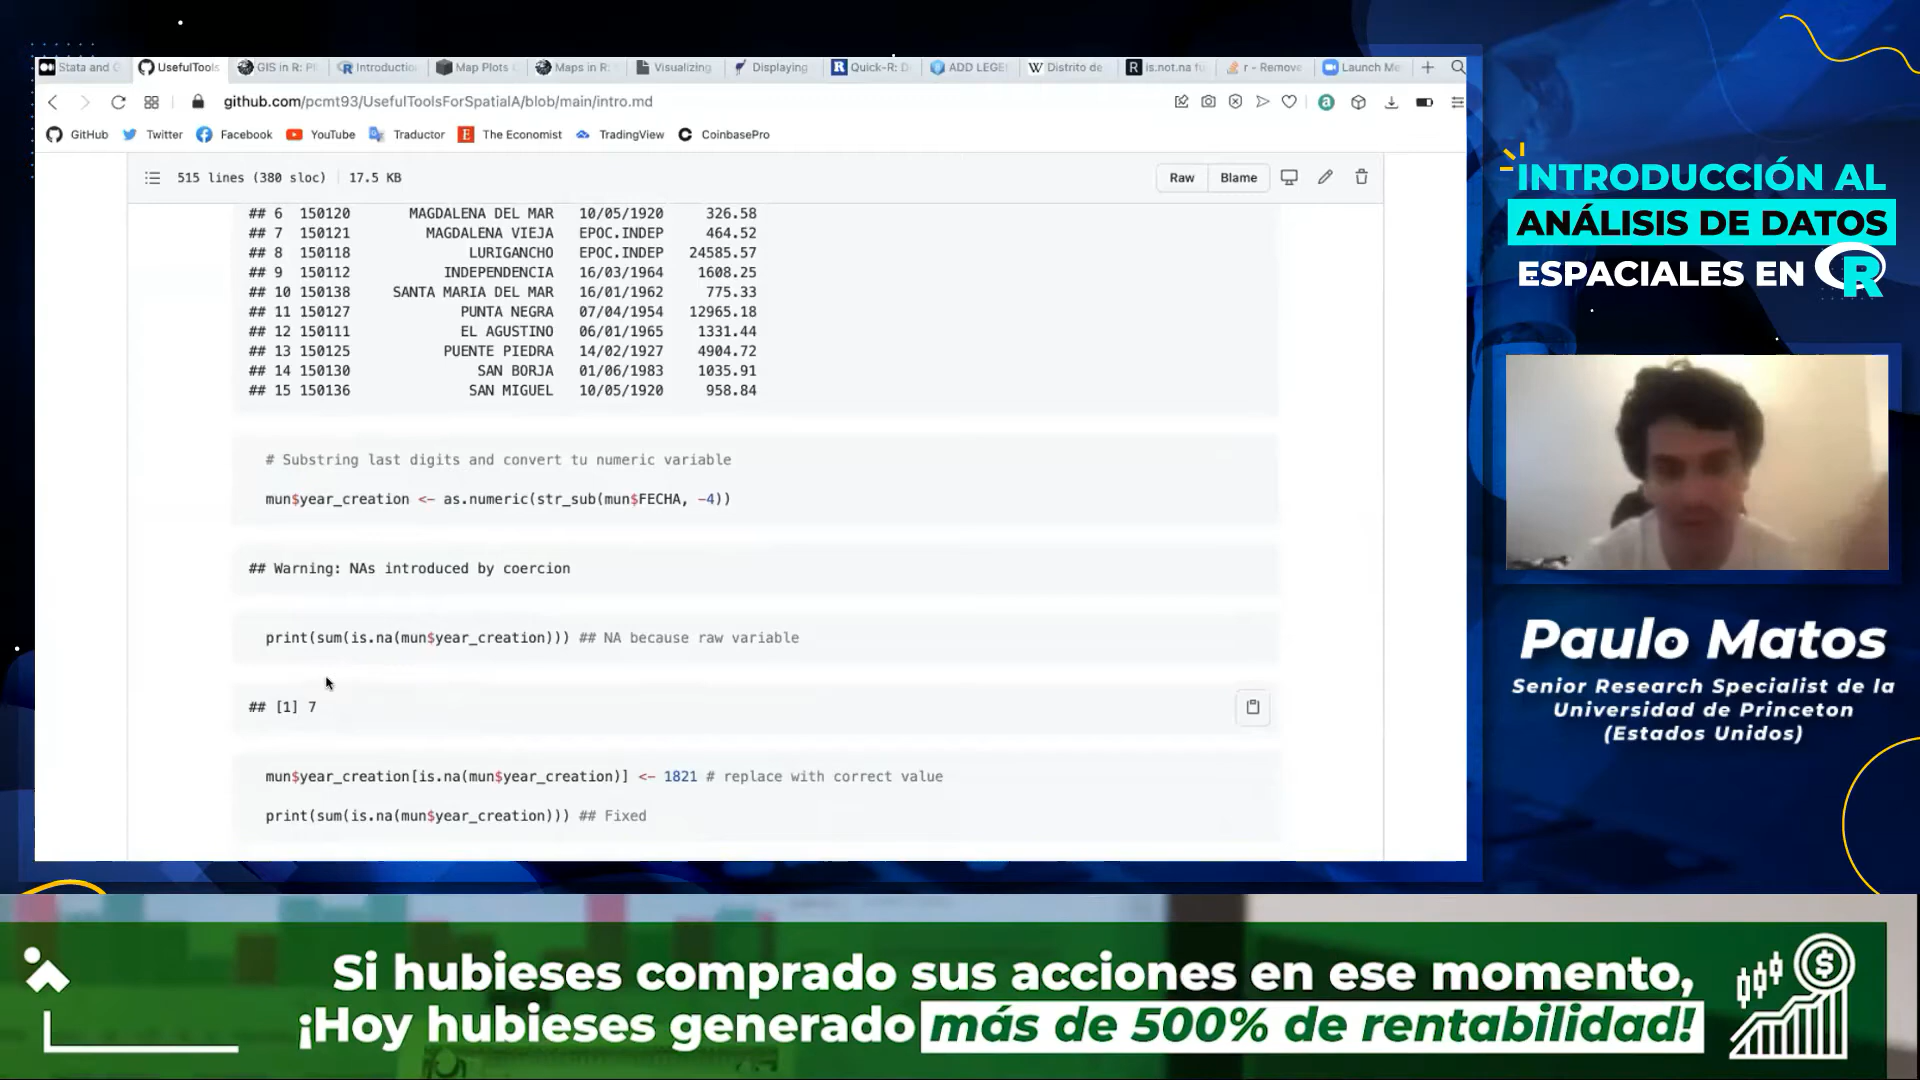 Stata and
UsefulTools
GIS in R: P
Introductio
Map Plots
Maps in R:
Visualizing
Displaying
Quick-R: D
ADD LEGE
Distrito de
is.not.na fu
r - Remove
Launch Me
github.com/pcmt93/UsefulToolsForSpatialA/blob/main/intro.md
GitHub Twitter Facebook YouTube Traductor The Economist TradingView CoinbasePro
515 lines (380 sloc) 17.5 KB Raw Blame
## 6 150120 MAGDALENA DEL MAR 10/05/1920 326.58
## 7 150121 MAGDALENA VIEJA EPOC.INDEP 464.52
## 8 150118 LURIGANCHO EPOC.INDEP 24585.57
## 9 150112 INDEPENDENCIA 16/03/1964 1608.25
## 10 150138 SANTA MARIA DEL MAR 16/01/1962 775.33
## 11 150127 PUNTA NEGRA 07/04/1954 12965.18
## 12 150111 EL AGUSTINO 06/01/1965 1331.44
## 13 150125 PUENTE PIEDRA 14/02/1927 4904.72
## 14 150130 SAN BORJA 01/06/1983 1035.91
## 15 150136 SAN MIGUEL 10/05/1920 958.84
# Substring last digits and convert tu numeric variable
mun$year_creation <- as.numeric(str_sub(mun$FECHA, -4))
## Warning: NAs introduced by coercion
print(sum(is.na(mun$year_creation))) ## NA because raw variable
## [1] 7
mun$year_creation[is.na(mun$year_creation)] <- 1821 # replace with correct value
print(sum(is.na(mun$year_creation))) ## Fixed
INTRODUCCIÓN AL
ANÁLISIS DE DATOS
ESPACIALES EN R
Paulo Matos
Senior Research Specialist de la
Universidad de Princeton
(Estados Unidos)
Si hubieses comprado sus acciones en ese momento,
¡Hoy hubieses generado más de 500% de rentabilidad!